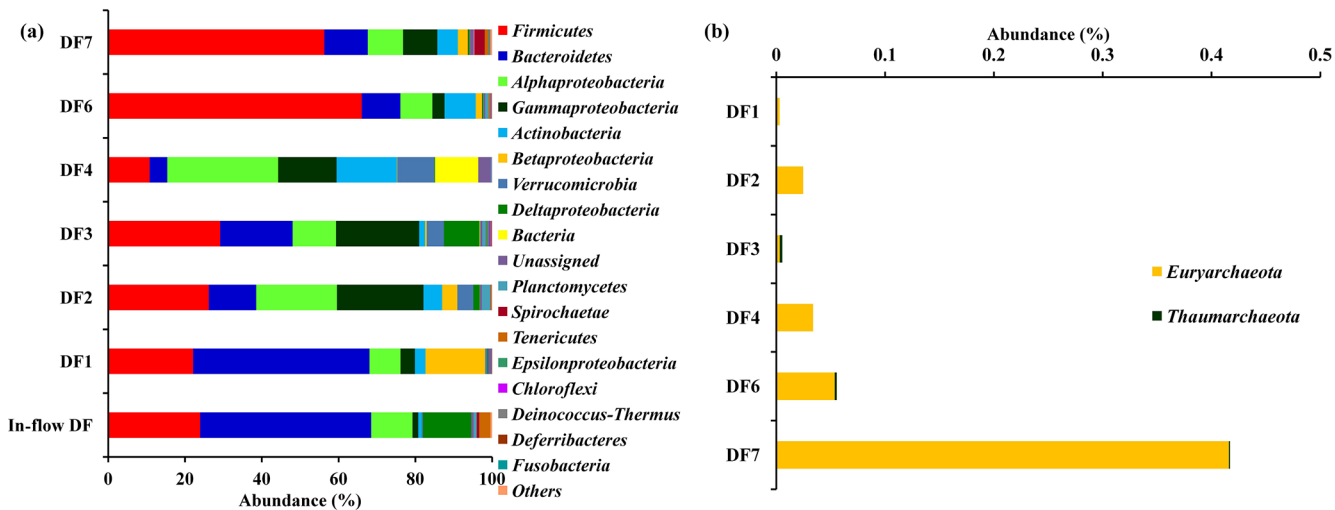 (a)
DF7
DF6
DF4
DF3
DF2
DF1
In-flow DF
0 20 40 60 80 100
Abundance (%)
Firmicutes
Bacteroidetes
Alphaproteobacteria
Gammaproteobacteria
Actinobacteria
Betaproteobacteria
Verrucomicrobia
Deltaproteobacteria
Bacteria
Unassigned
Planctomycetes
Spirochaetae
Tenericutes
Epsilonproteobacteria
Chloroflexi
Deinococcus-Thermus
Deferribacteres
Fusobacteria
Others
(b)
Abundance (%)
0 0.1 0.2 0.3 0.4 0.5
DF1
DF2
DF3
DF4
DF6
DF7
Euryarchaeota
Thaumarchaeota